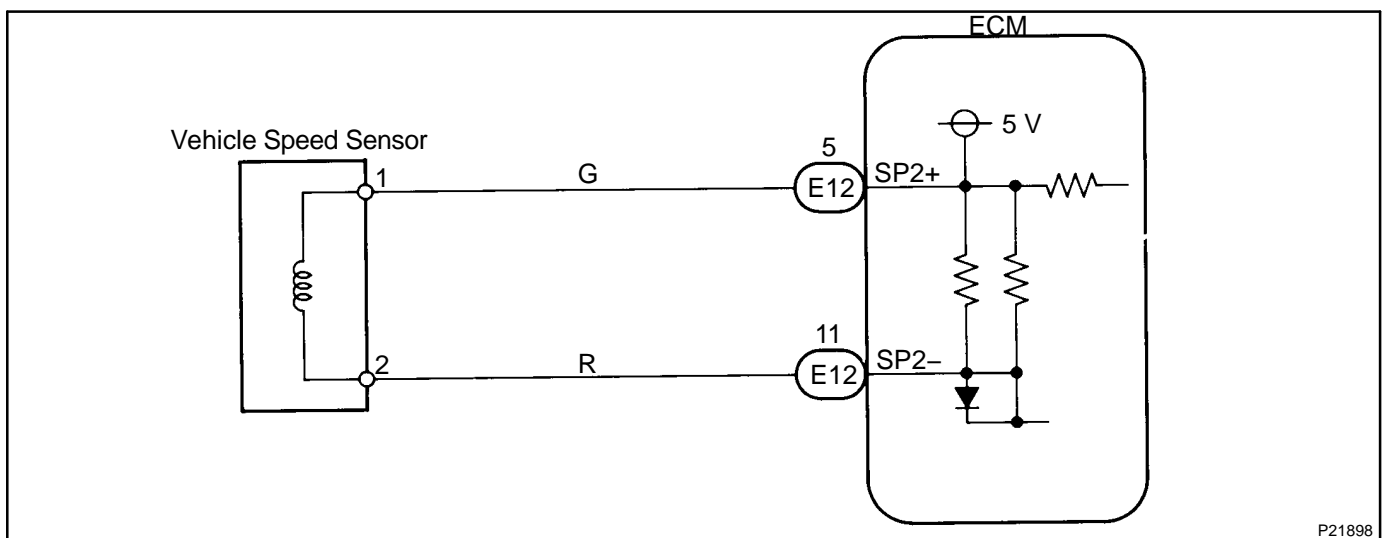 ECM
Vehicle Speed Sensor
5 V
1
G
5
E12
SP2+
2
R
11
E12
SP2–
P21898